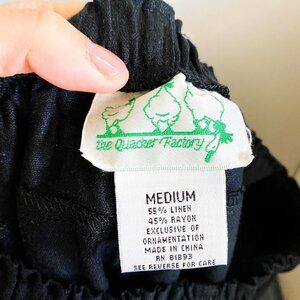 the Quacker Factory
MEDIUM
55% LINEN
45% RAYON
EXCLUSIVE OF
ORNAMENTATION
MADE IN CHINA
RN 81893
SEE REVERSE FOR CARE